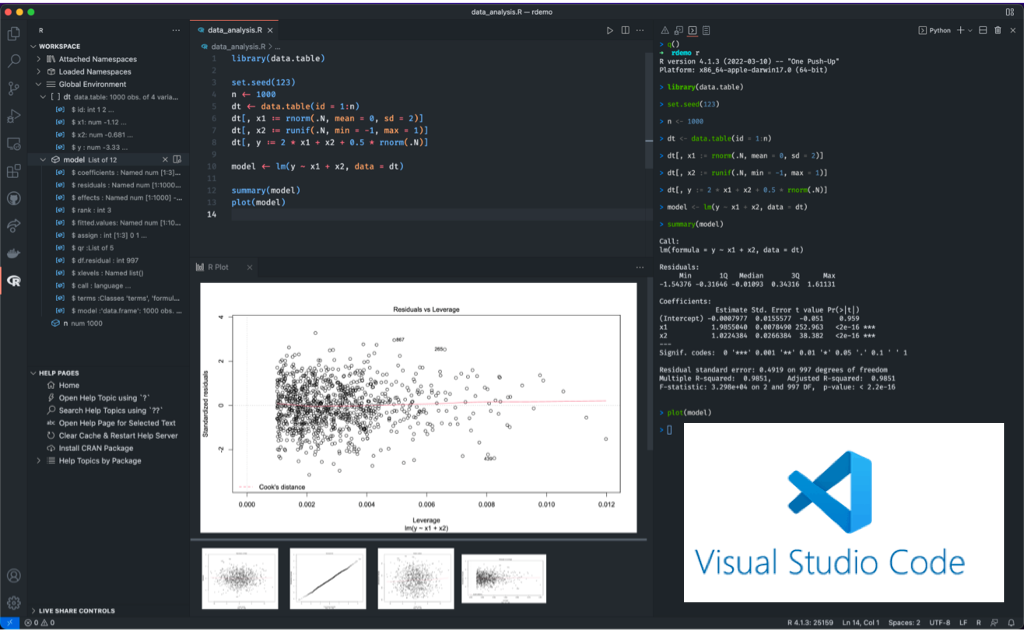 data_analysis.R — rdemo
R
WORKSPACE
Attached Namespaces
Loaded Namespaces
Global Environment
dt data.table: 1000 obs. of 4 varia...
$ id: int 1 2 ...
$ x1: num -1.12 ...
$ x2: num -0.681 ...
$ y : num -3.33 ...
model List of 12
$ coefficients : Named num [1:3]...
$ residuals : Named num [1:1000...
$ effects : Named num [1:1000] -...
$ rank : int 3
$ fitted.values: Named num [1:10...
$ assign : int [1:3] 0 1 ...
$ qr :List of 5
$ df.residual : int 997
$ xlevels : Named list()
$ call : language ...
$ terms :Classes 'terms', 'formul...
$ model :'data.frame': 1000 obs. ...
n num 1000
HELP PAGES
Home
Open Help Topic using `?`
Search Help Topics using `??`
Open Help Page for Selected Text
Clear Cache & Restart Help Server
Install CRAN Package
Help Topics by Package
LIVE SHARE CONTROLS
data_analysis.R
data_analysis.R > ...
1 library(data.table)
2
3 set.seed(123)
4 n <- 1000
5 dt <- data.table(id = 1:n)
6 dt[, x1 := rnorm(.N, mean = 0, sd = 2)]
7 dt[, x2 := runif(.N, min = -1, max = 1)]
8 dt[, y := 2 * x1 + x2 + 0.5 * rnorm(.N)]
9
10 model <- lm(y ~ x1 + x2, data = dt)
11
12 summary(model)
13 plot(model)
14
R Plot
Residuals vs Leverage
Standardized residuals
4
2
0
-2
867
265
439
Cook's distance
0.000 0.002 0.004 0.006 0.008 0.010 0.012
Leverage
lm(y ~ x1 + x2)
Python
> q()
→ rdemo r
R version 4.1.3 (2022-03-10) -- "One Push-Up"
Platform: x86_64-apple-darwin17.0 (64-bit)
> library(data.table)
> set.seed(123)
> n <- 1000
> dt <- data.table(id = 1:n)
> dt[, x1 := rnorm(.N, mean = 0, sd = 2)]
> dt[, x2 := runif(.N, min = -1, max = 1)]
> dt[, y := 2 * x1 + x2 + 0.5 * rnorm(.N)]
> model <- lm(y ~ x1 + x2, data = dt)
> summary(model)
Call:
lm(formula = y ~ x1 + x2, data = dt)
Residuals:
Min 1Q Median 3Q Max
-1.54376 -0.31646 -0.01093 0.34316 1.61131
Coefficients:
Estimate Std. Error t value Pr(>|t|)
(Intercept) -0.0007977 0.0155577 -0.051 0.959
x1 1.9855040 0.0078490 252.963 <2e-16 ***
x2 1.0224384 0.0266384 38.382 <2e-16 ***
---
Signif. codes: 0 '***' 0.001 '**' 0.01 '*' 0.05 '.' 0.1 ' ' 1
Residual standard error: 0.4919 on 997 degrees of freedom
Multiple R-squared: 0.9851, Adjusted R-squared: 0.9851
F-statistic: 3.298e+04 on 2 and 997 DF, p-value: < 2.2e-16
> plot(model)
>
Visual Studio Code
0 0
R 4.1.3: 25159 Ln 14, Col 1 Spaces: 2 UTF-8 LF R